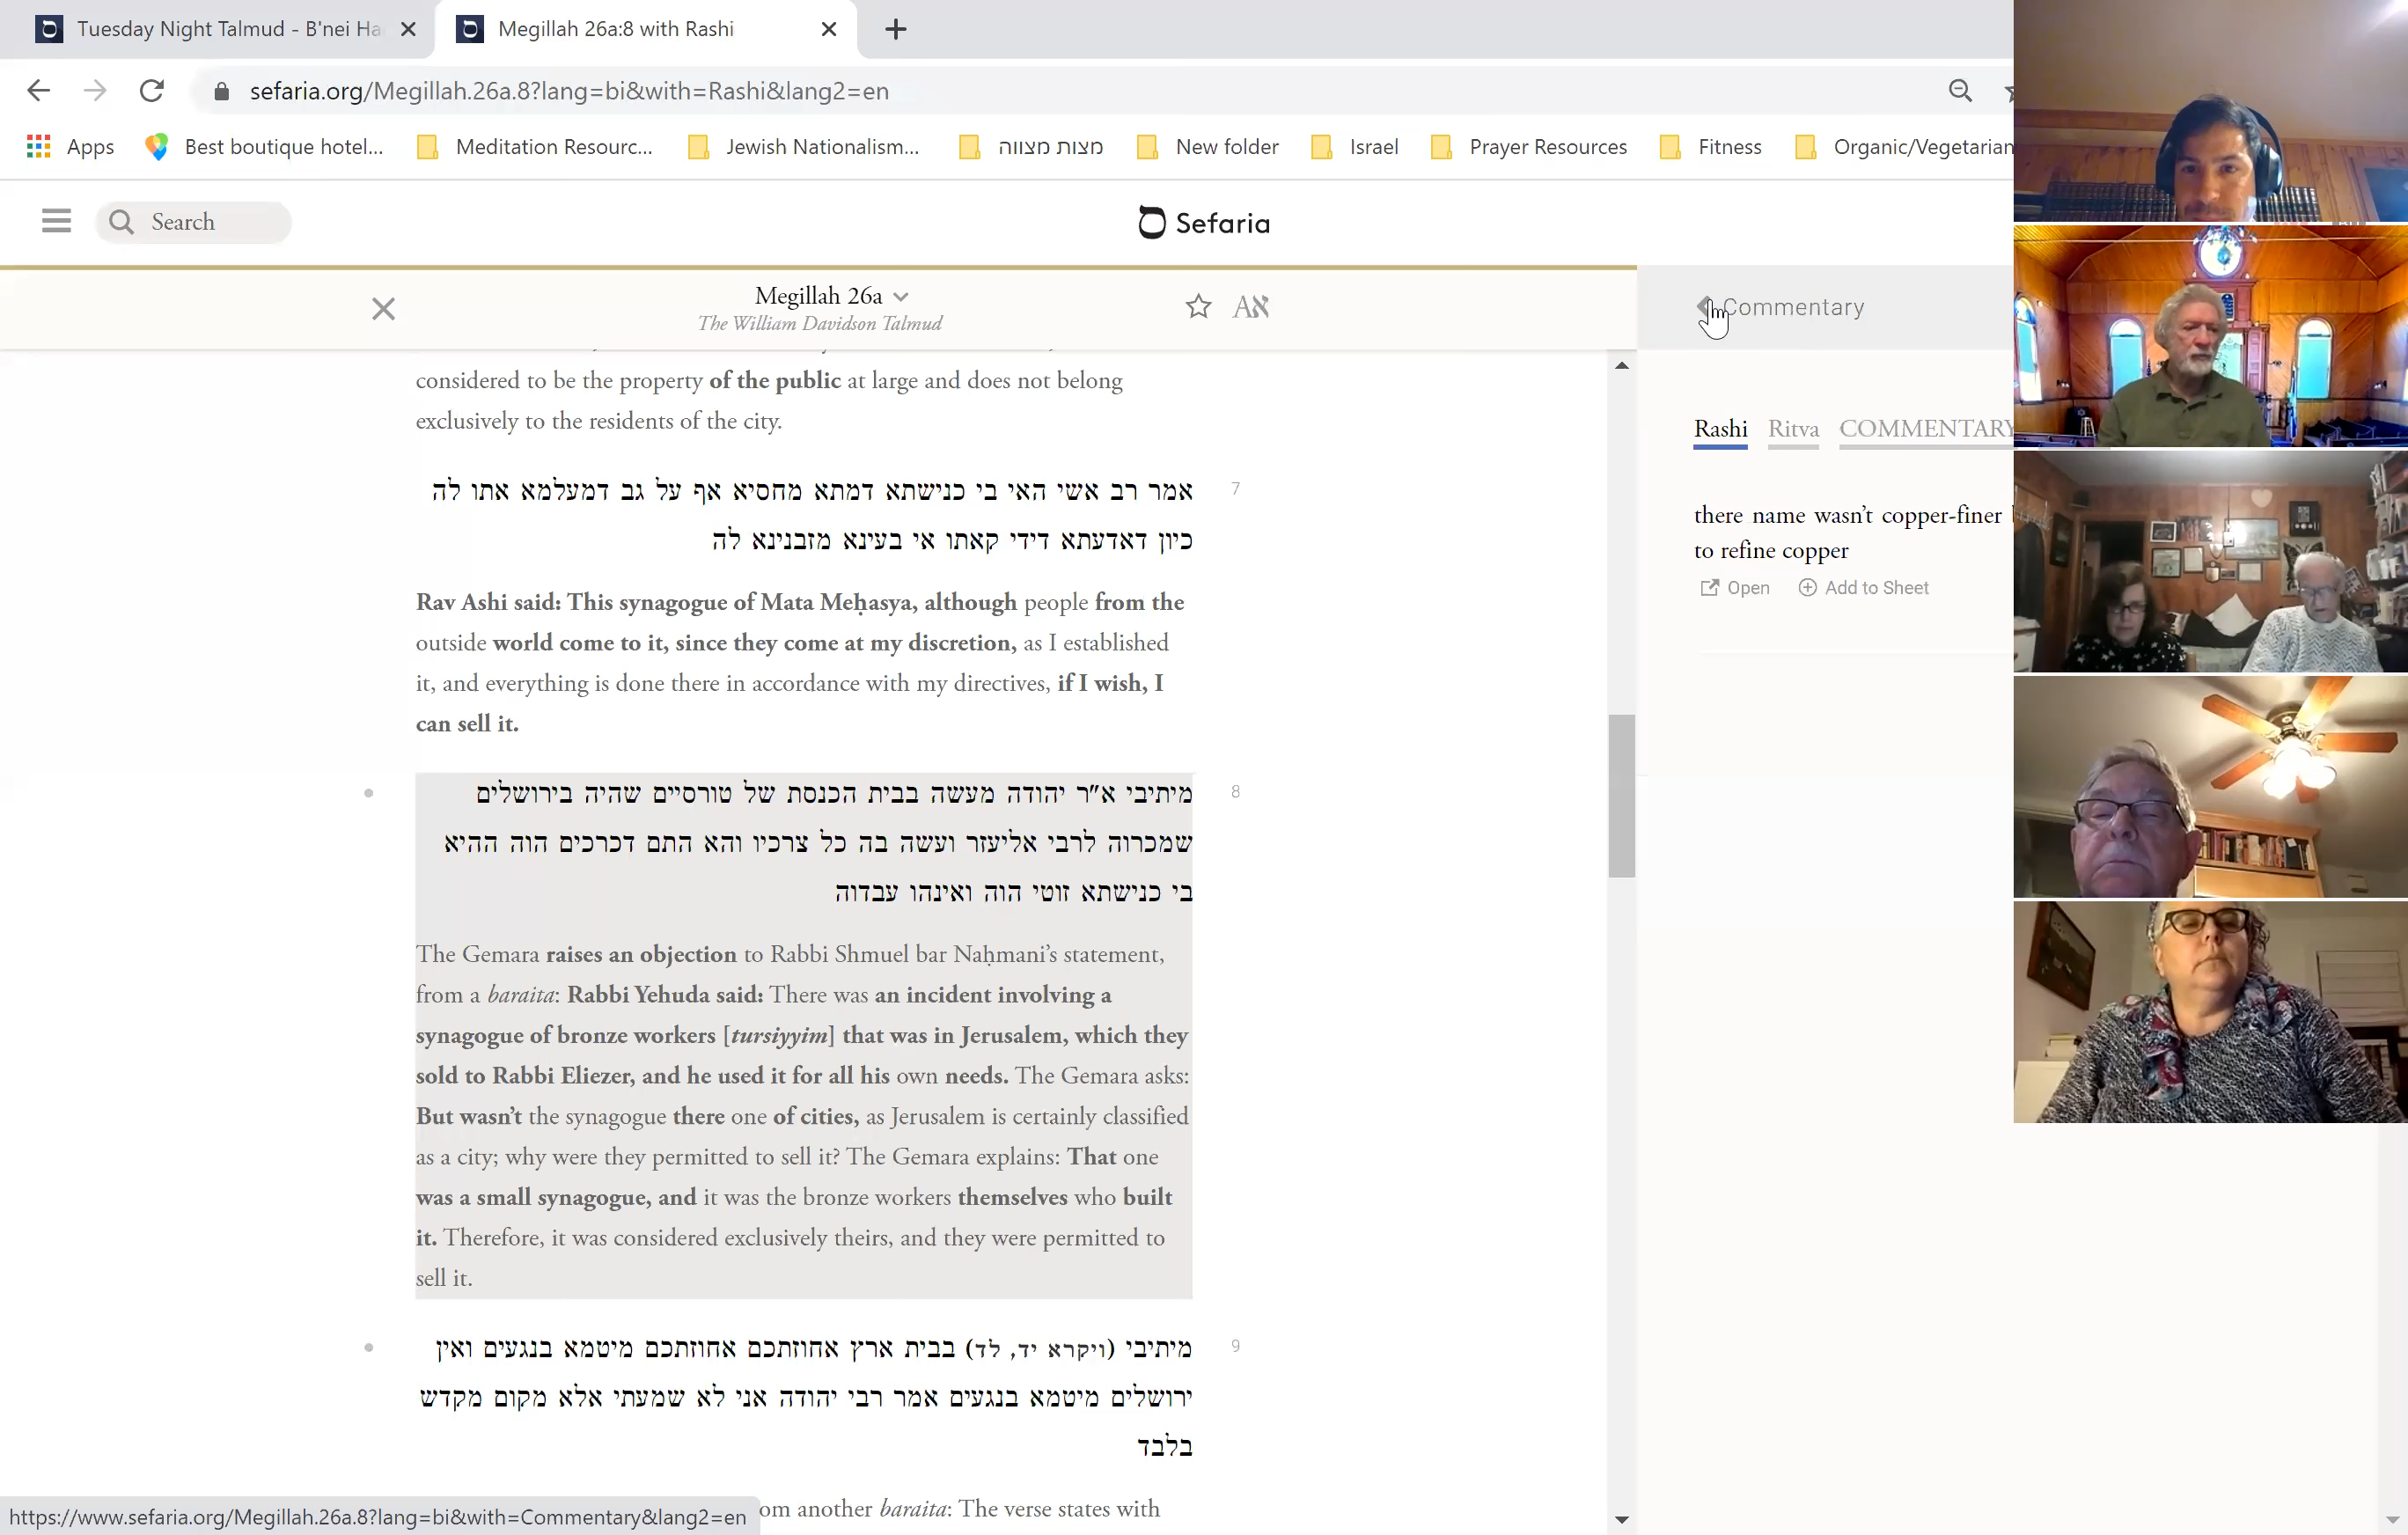 Tuesday Night Talmud - B'nei Ha
Megillah 26a:8 with Rashi
sefaria.org/Megillah.26a.8?lang=bi&with=Rashi&lang2=en
Apps
Best boutique hotel...
Meditation Resourc...
Jewish Nationalism...
מצות מצווה
New folder
Israel
Prayer Resources
Fitness
Organic/Vegetarian
Search
Sefaria
Megillah 26a
The William Davidson Talmud
Commentary
considered to be the property of the public at large and does not belong
exclusively to the residents of the city.
7
אמר רב אשי האי בי כנישתא דמתא מחסיא אף על גב דמעלמא אתו לה
כיון דאדעתא דידי קאתו אי בעינא מזבנינא לה
Rav Ashi said: This synagogue of Mata Meḥasya, although people from the
outside world come to it, since they come at my discretion, as I established
it, and everything is done there in accordance with my directives, if I wish, I
can sell it.
8
מיתיבי א״ר יהודה מעשה בבית הכנסת של טורסיים שהיה בירושלים
שמכרוה לרבי אליעזר ועשה בה כל צרכיו והא התם דכרכים הוה ההיא
בי כנישתא זוטי הוה ואינהו עבדוה
The Gemara raises an objection to Rabbi Shmuel bar Naḥmani’s statement,
from a baraita: Rabbi Yehuda said: There was an incident involving a
synagogue of bronze workers [tursiyyim] that was in Jerusalem, which they
sold to Rabbi Eliezer, and he used it for all his own needs. The Gemara asks:
But wasn’t the synagogue there one of cities, as Jerusalem is certainly classified
as a city; why were they permitted to sell it? The Gemara explains: That one
was a small synagogue, and it was the bronze workers themselves who built
it. Therefore, it was considered exclusively theirs, and they were permitted to
sell it.
9
מיתיבי (ויקרא יד, לד) בבית ארץ אחוזתכם אחוזתכם מיטמא בנגעים ואין
ירושלים מיטמא בנגעים אמר רבי יהודה אני לא שמעתי אלא מקום מקדש
בלבד
om another baraita: The verse states with
Rashi
Ritva
COMMENTARY
there name wasn’t copper-finer
to refine copper
Open
Add to Sheet
https://www.sefaria.org/Megillah.26a.8?lang=bi&with=Commentary&lang2=en